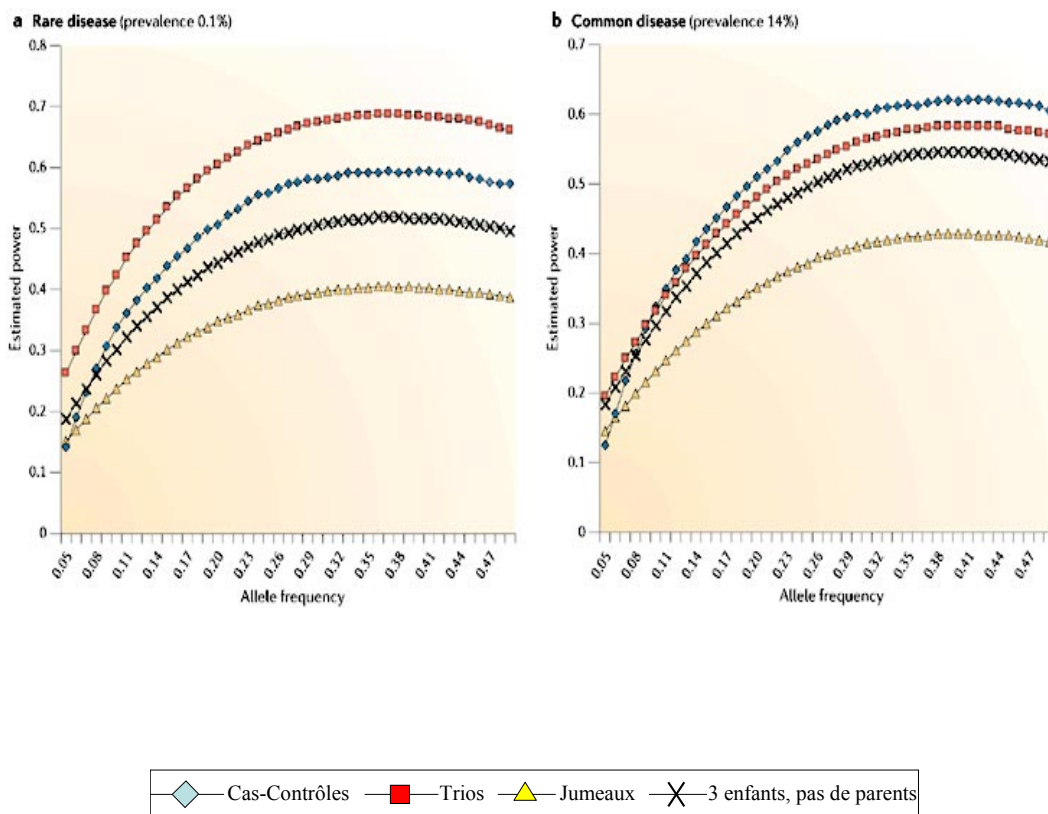 a Rare disease (prevalence 0.1%)
0.8
0.7
0.6
0.5
0.4
0.3
0.2
0.1
0
Estimated power
0.05 0.08 0.11 0.14 0.17 0.20 0.23 0.26 0.29 0.32 0.35 0.38 0.41 0.44 0.47
Allele frequency
b Common disease (prevalence 14%)
0.7
0.6
0.5
0.4
0.3
0.2
0.1
0
Estimated power
0.05 0.08 0.11 0.14 0.17 0.20 0.23 0.26 0.29 0.32 0.35 0.38 0.41 0.44 0.47
Allele frequency
Cas-Contrôles Trios Jumeaux 3 enfants, pas de parents